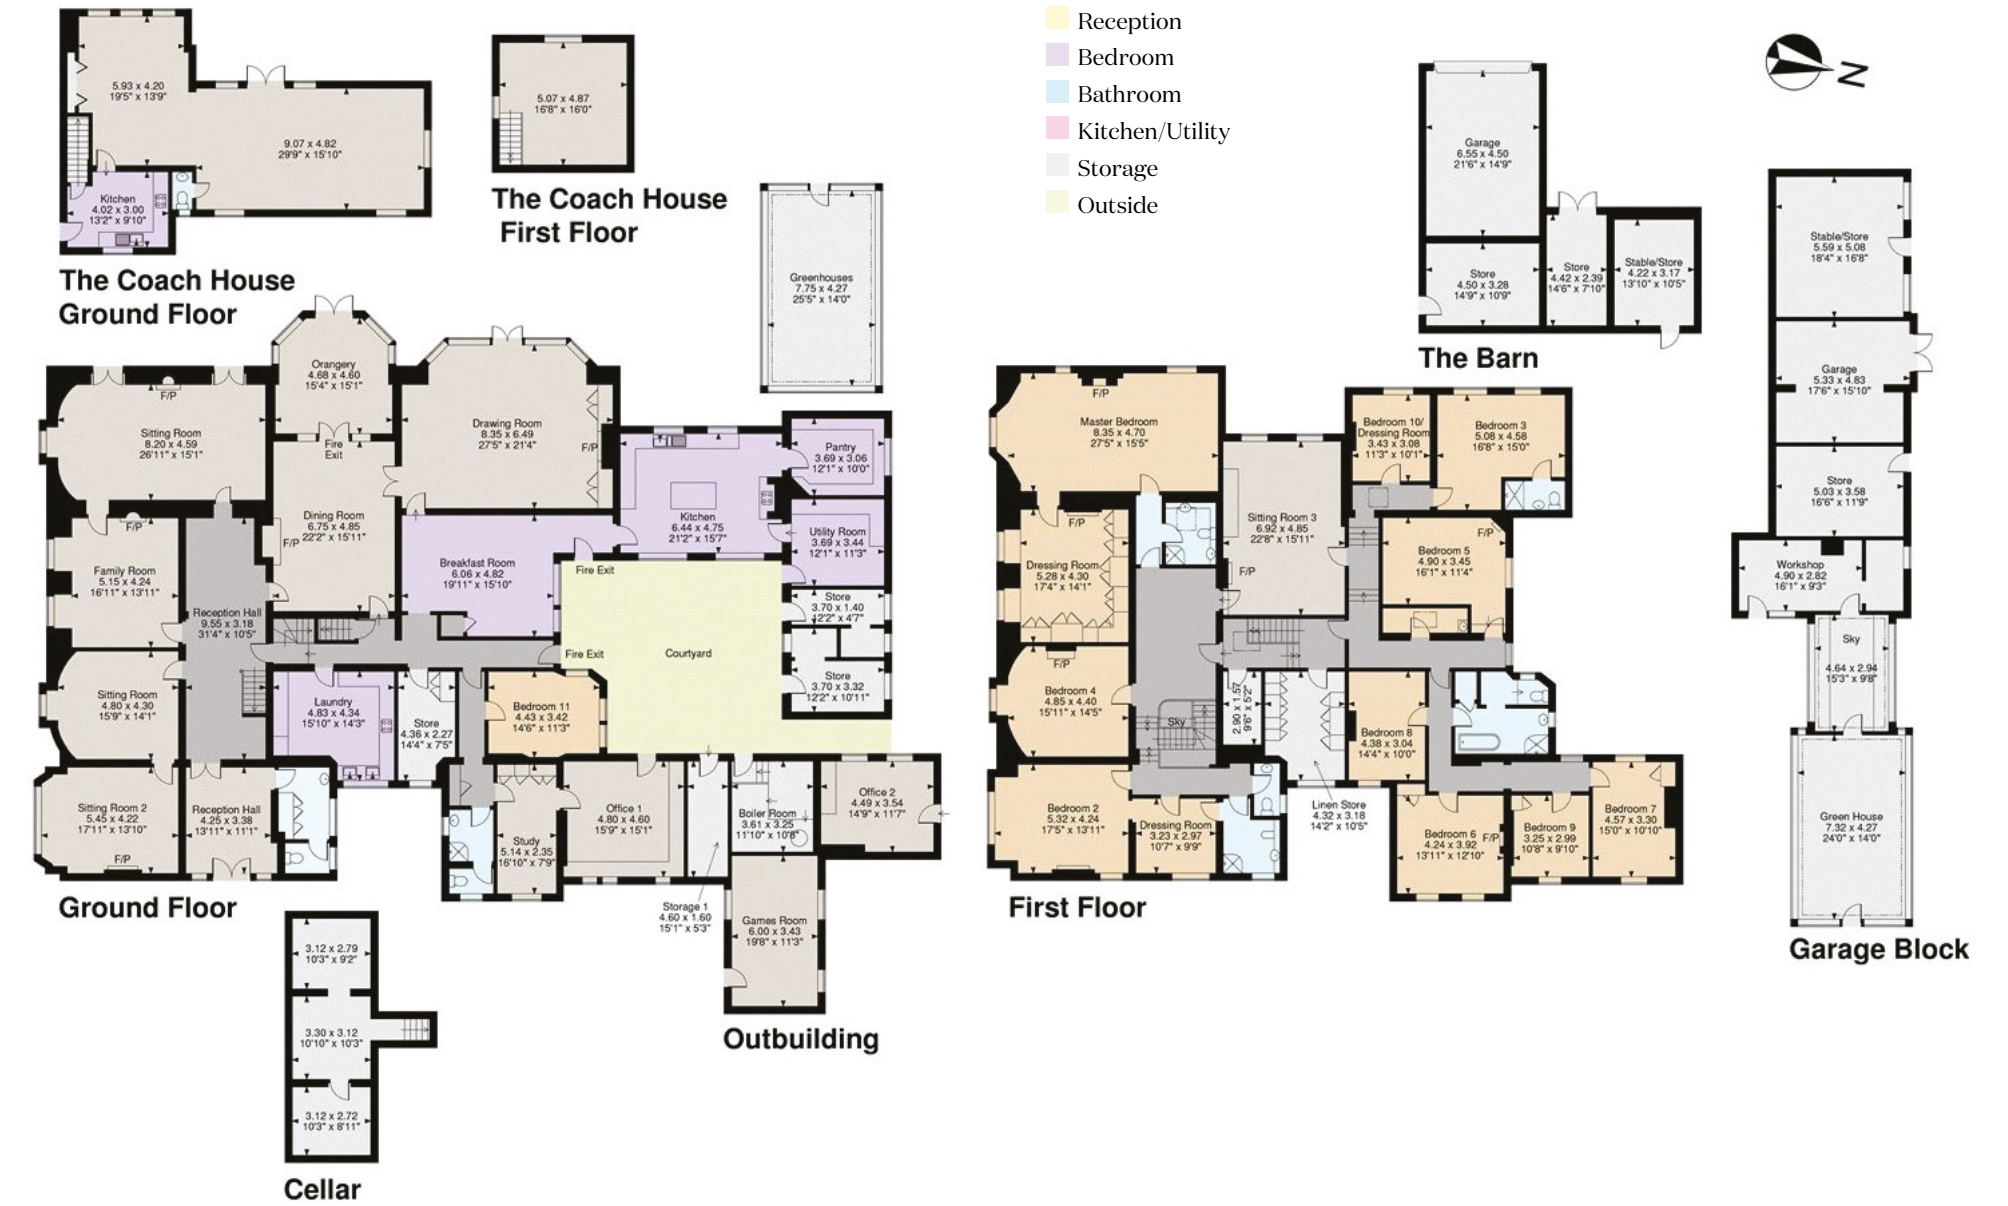 Reception
Bedroom
Bathroom
Kitchen/Utility
Storage
Outside
N
5.93 x 4.20
19'5" x 13'9"
9.07 x 4.82
29'9" x 15'10"
Kitchen
4.02 x 3.00
13'2" x 9'10"
The Coach House
Ground Floor
5.07 x 4.87
16'8" x 16'0"
The Coach House
First Floor
Greenhouses
7.75 x 4.27
25'5" x 14'0"
Garage
6.55 x 4.50
21'6" x 14'9"
Store
4.50 x 3.28
14'9" x 10'9"
Store
4.42 x 2.39
14'6" x 7'10"
Stable/Store
4.22 x 3.17
13'10" x 10'5"
The Barn
Stable/Store
5.59 x 5.08
18'4" x 16'8"
Garage
5.33 x 4.83
17'6" x 15'10"
Store
5.03 x 3.58
16'6" x 11'9"
Workshop
4.90 x 2.82
16'1" x 9'3"
Sky
4.64 x 2.94
15'3" x 9'8"
Green House
7.32 x 4.27
24'0" x 14'0"
Garage Block
Orangery
4.68 x 4.60
15'4" x 15'1"
F/P
Sitting Room
8.20 x 4.59
26'11" x 15'1"
Fire
Exit
Drawing Room
8.35 x 6.49
27'5" x 21'4"
F/P
Pantry
3.69 x 3.06
12'1" x 10'0"
Kitchen
6.44 x 4.75
21'2" x 15'7"
Utility Room
3.69 x 3.44
12'1" x 11'3"
Dining Room
6.75 x 4.85
22'2" x 15'11"
F/P
F/P
Family Room
5.15 x 4.24
16'11" x 13'11"
Breakfast Room
6.06 x 4.82
19'11" x 15'10"
Fire Exit
Reception Hall
9.55 x 3.18
31'4" x 10'5"
Store
3.70 x 1.40
12'2" x 4'7"
Fire Exit
Courtyard
Store
3.70 x 3.32
12'2" x 10'11"
Sitting Room
4.80 x 4.30
15'9" x 14'1"
Laundry
4.83 x 4.34
15'10" x 14'3"
Store
4.36 x 2.27
14'4" x 7'5"
Bedroom 11
4.43 x 3.42
14'6" x 11'3"
Sitting Room 2
5.45 x 4.22
17'11" x 13'10"
F/P
Reception Hall
4.25 x 3.38
13'11" x 11'1"
Study
5.14 x 2.35
16'10" x 7'9"
Office 1
4.80 x 4.60
15'9" x 15'1"
Boiler Room
3.61 x 3.25
11'10" x 10'8"
Office 2
4.49 x 3.54
14'9" x 11'7"
Storage 1
4.60 x 1.60
15'1" x 5'3"
Games Room
6.00 x 3.43
19'8" x 11'3"
Ground Floor
Outbuilding
3.12 x 2.79
10'3" x 9'2"
3.30 x 3.12
10'10" x 10'3"
3.12 x 2.72
10'3" x 8'11"
Cellar
F/P
Master Bedroom
8.35 x 4.70
27'5" x 15'5"
Bedroom 10/
Dressing Room
3.43 x 3.08
11'3" x 10'1"
Bedroom 3
5.08 x 4.58
16'8" x 15'0"
F/P
Sitting Room 3
6.92 x 4.85
22'8" x 15'11"
F/P
F/P
Bedroom 5
4.90 x 3.45
16'1" x 11'4"
Dressing Room
5.28 x 4.30
17'4" x 14'1"
F/P
Bedroom 4
4.85 x 4.40
15'11" x 14'5"
2.90 x 1.57
9'6" x 5'2"
Sky
Bedroom 8
4.38 x 3.04
14'4" x 10'0"
Bedroom 2
5.32 x 4.24
17'5" x 13'11"
Dressing Room
3.23 x 2.97
10'7" x 9'9"
Linen Store
4.32 x 3.18
14'2" x 10'5"
Bedroom 6
4.24 x 3.92
13'11" x 12'10"
F/P
Bedroom 9
3.25 x 2.99
10'8" x 9'10"
Bedroom 7
4.57 x 3.30
15'0" x 10'10"
First Floor